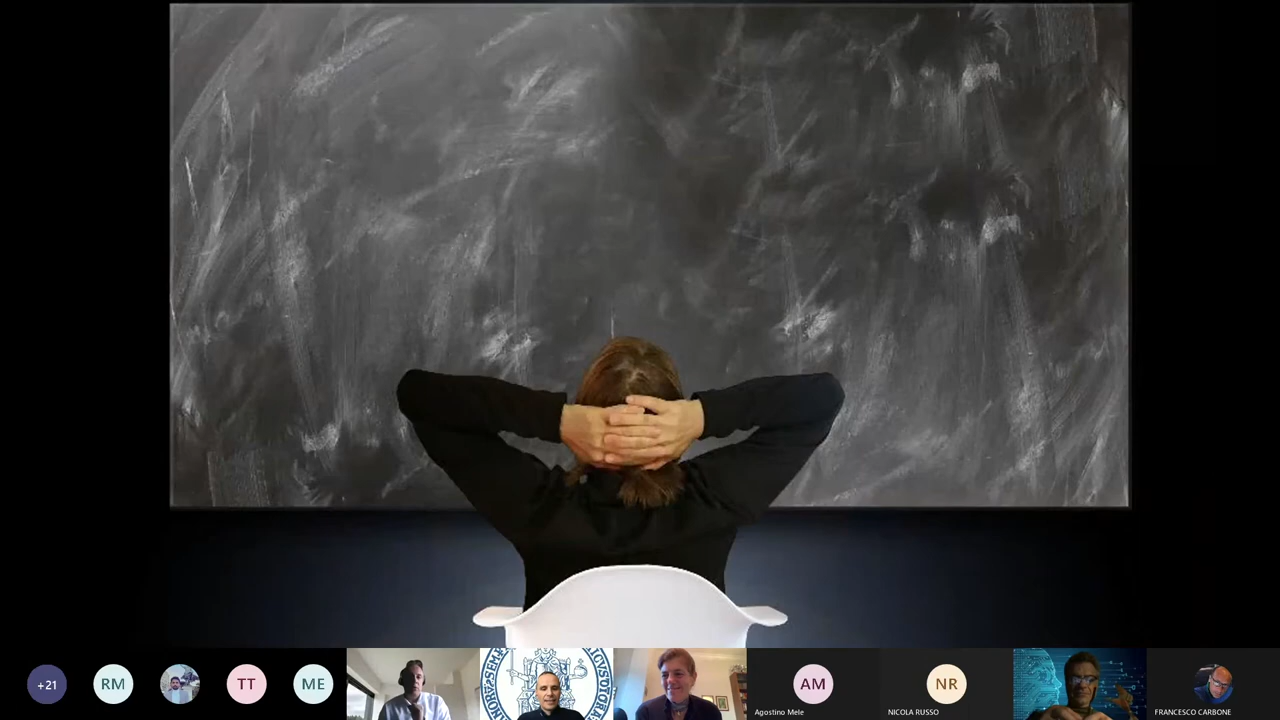 +21
RM
TT
ME
AM
Agostino Mele
NR
NICOLA RUSSO
FRANCESCO CARBONE